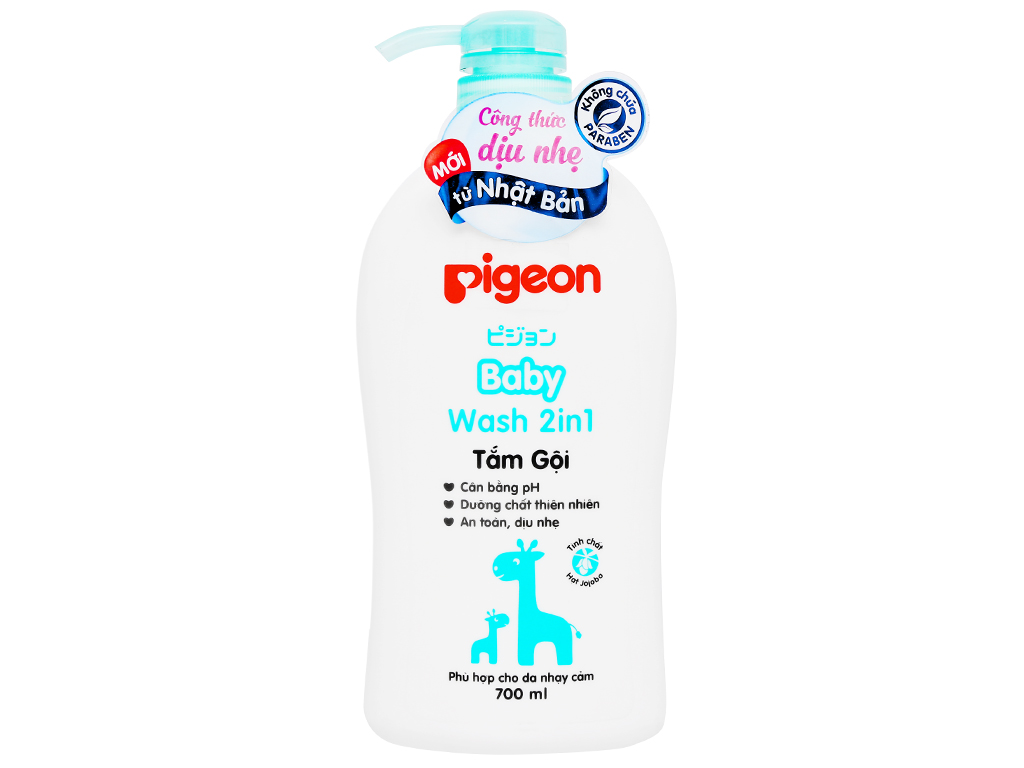 Không chứa
PARABEN
Công thức
dịu nhẹ
MỚI
từ Nhật Bản
pigeon
ピジョン
Baby
Wash 2in1
Tắm Gội
Cân bằng pH
Dưỡng chất thiên nhiên
An toàn, dịu nhẹ
Tinh chất
Hạt Jojoba
Phù hợp cho da nhạy cảm
700 ml